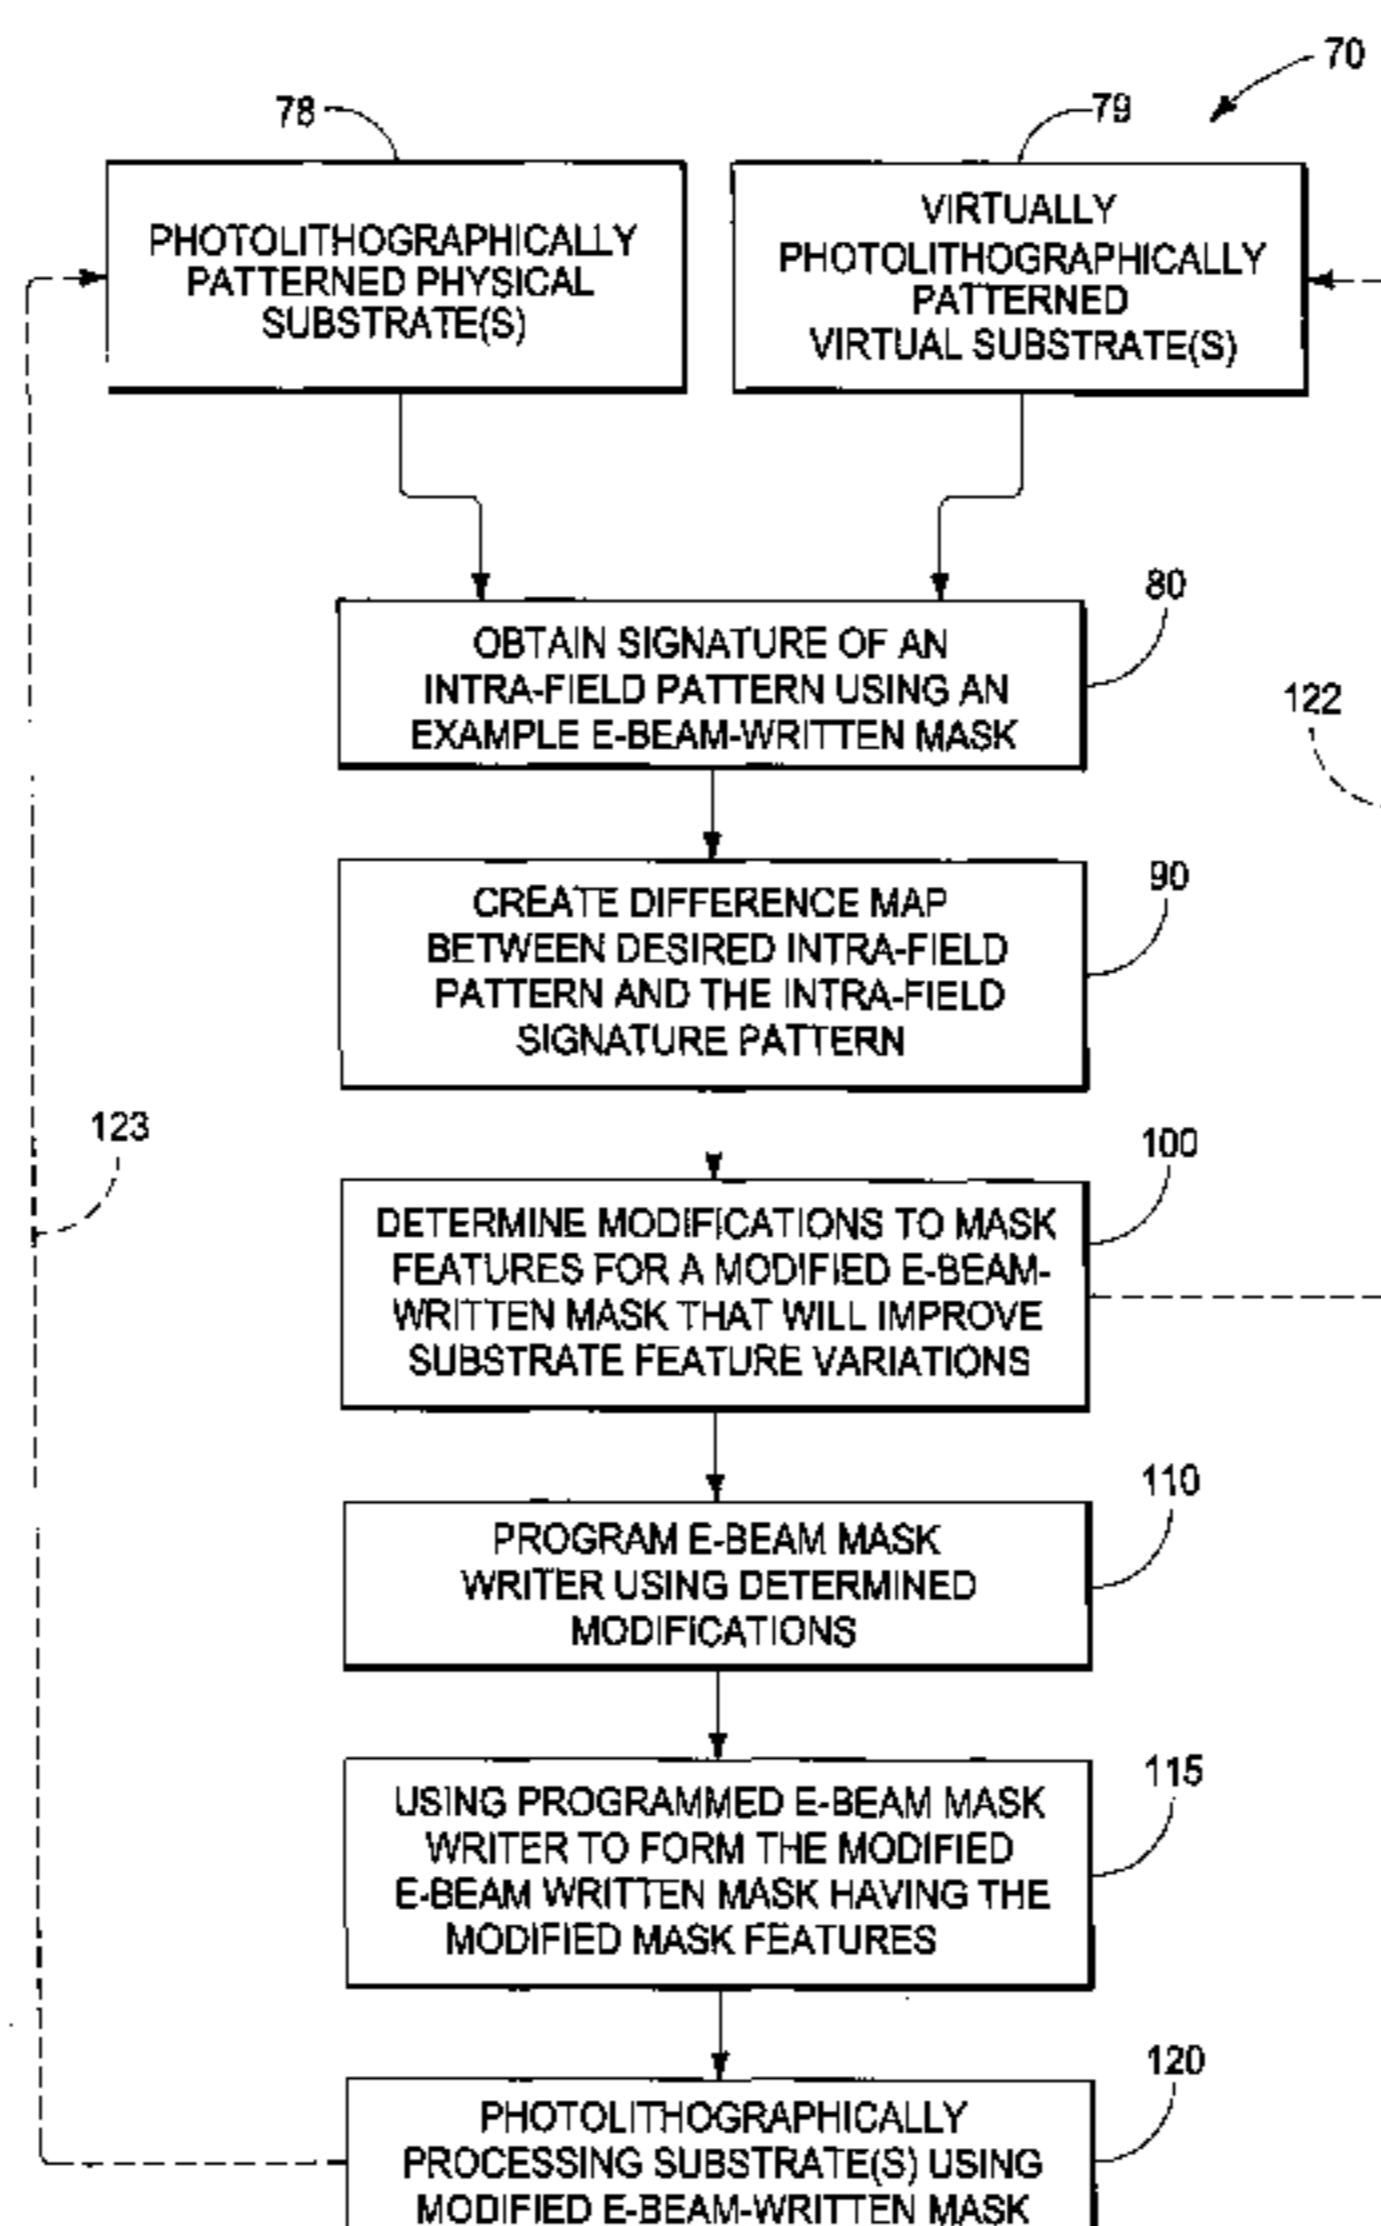 70
78
79
PHOTOLITHOGRAPHICALLY
PATTERNED PHYSICAL
SUBSTRATE(S)
VIRTUALLY
PHOTOLITHOGRAPHICALLY
PATTERNED
VIRTUAL SUBSTRATE(S)
80
OBTAIN SIGNATURE OF AN
INTRA-FIELD PATTERN USING AN
EXAMPLE E-BEAM-WRITTEN MASK
122
90
CREATE DIFFERENCE MAP
BETWEEN DESIRED INTRA-FIELD
PATTERN AND THE INTRA-FIELD
SIGNATURE PATTERN
123
100
DETERMINE MODIFICATIONS TO MASK
FEATURES FOR A MODIFIED E-BEAM-
WRITTEN MASK THAT WILL IMPROVE
SUBSTRATE FEATURE VARIATIONS
110
PROGRAM E-BEAM MASK
WRITER USING DETERMINED
MODIFICATIONS
115
USING PROGRAMMED E-BEAM MASK
WRITER TO FORM THE MODIFIED
E-BEAM WRITTEN MASK HAVING THE
MODIFIED MASK FEATURES
120
PHOTOLITHOGRAPHICALLY
PROCESSING SUBSTRATE(S) USING
MODIFIED E-BEAM-WRITTEN MASK